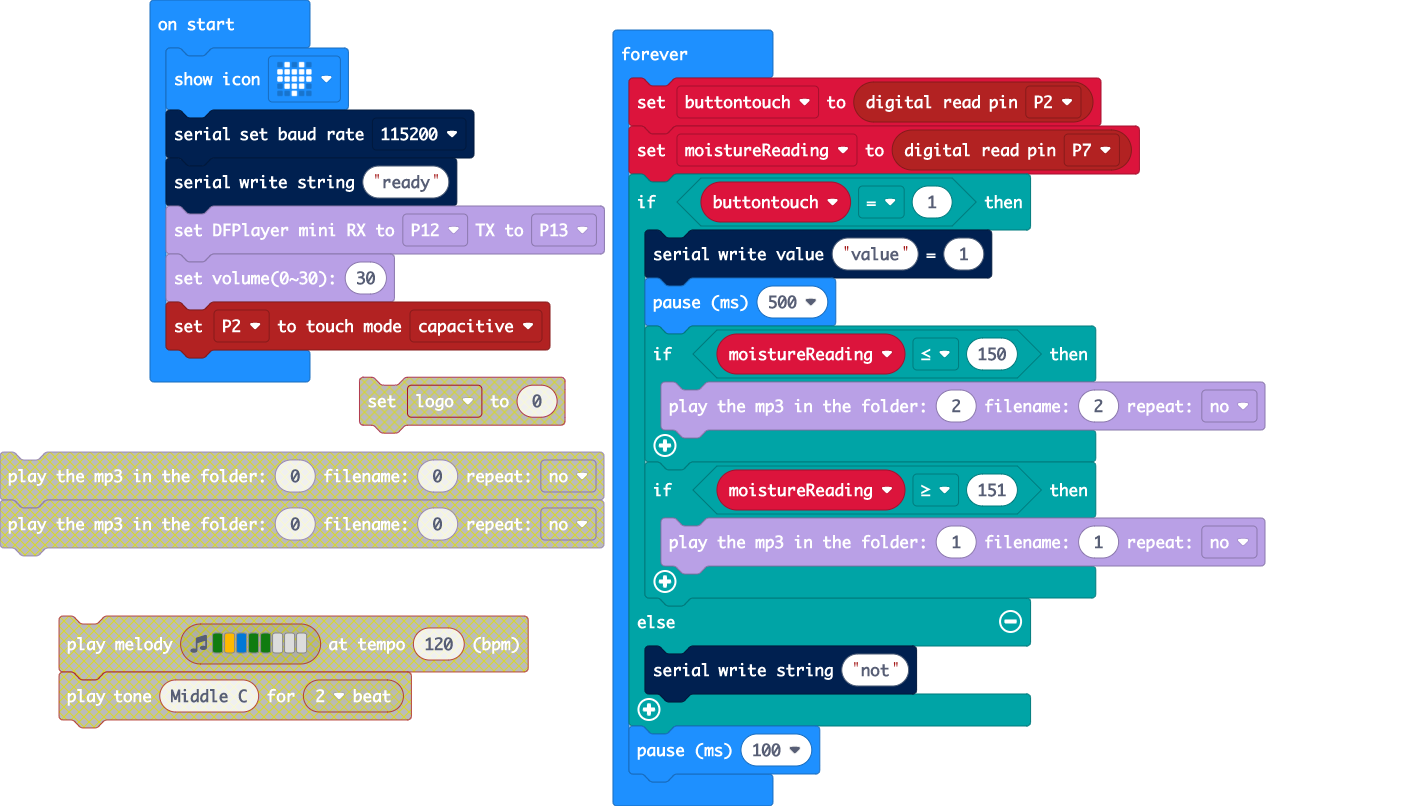 on start
show icon
serial set baud rate 115200
serial write string "ready"
set DFPlayer mini RX to P12 TX to P13
set volume(0~30): 30
set P2 to touch mode capacitive
set logo to 0
play the mp3 in the folder: 0 filename: 0 repeat: no
play the mp3 in the folder: 0 filename: 0 repeat: no
play melody at tempo 120 (bpm)
play tone Middle C for 2 beat
forever
set buttontouch to digital read pin P2
set moistureReading to digital read pin P7
if buttontouch = 1 then
serial write value "value" = 1
pause (ms) 500
if moistureReading ≤ 150 then
play the mp3 in the folder: 2 filename: 2 repeat: no
if moistureReading ≥ 151 then
play the mp3 in the folder: 1 filename: 1 repeat: no
else
serial write string "not"
pause (ms) 100